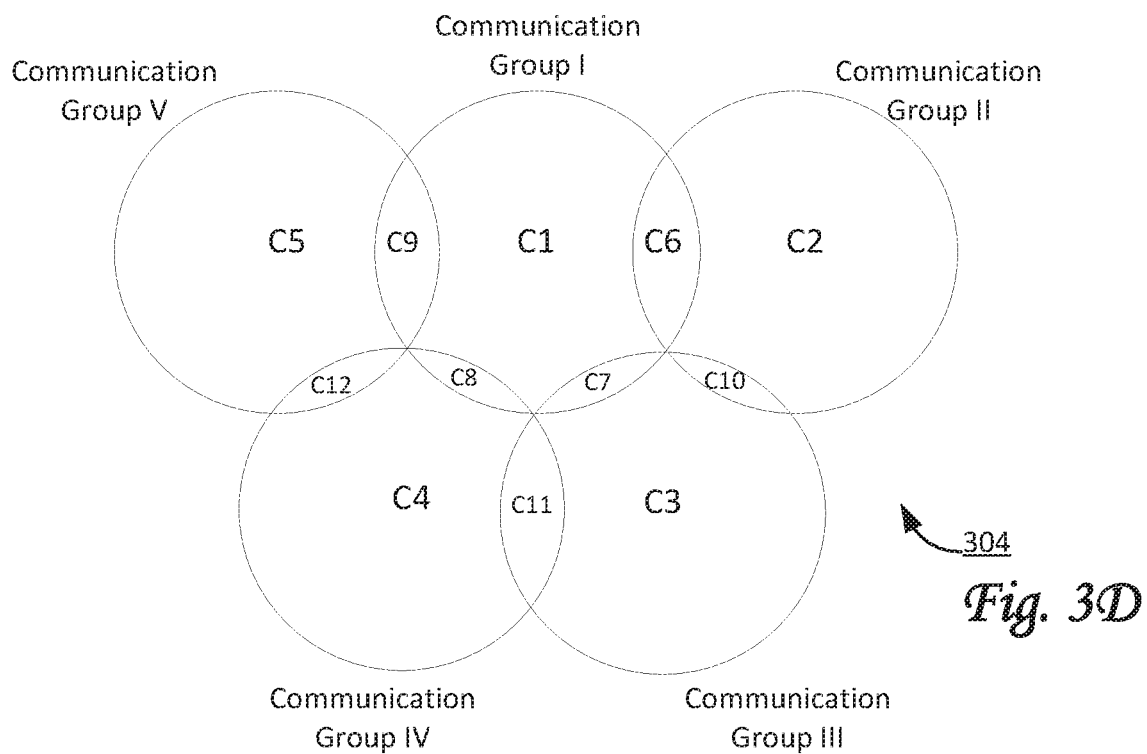 Communication
Group I
Communication
Group V
Communication
Group II
C5
C9
C1
C6
C2
C12
C8
C7
C10
C4
C11
C3
304
Fig. 3D
Communication
Group IV
Communication
Group III